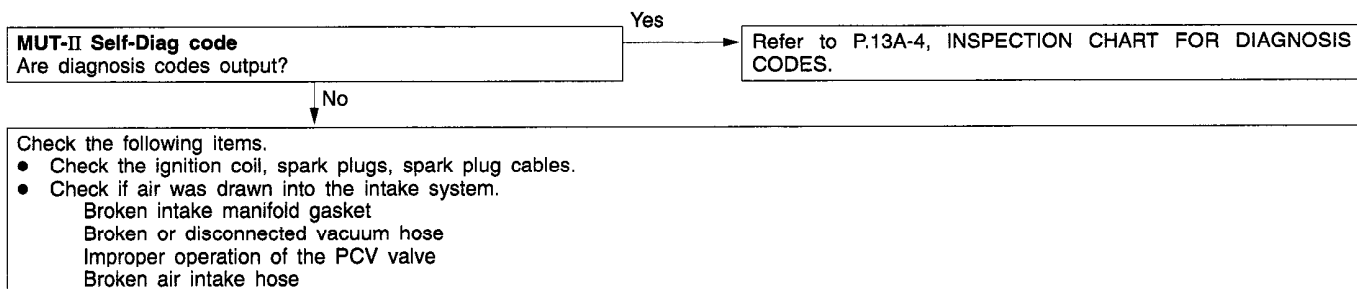 Yes
MUT-II Self-Diag code
Are diagnosis codes output?
Refer to P.13A-4, INSPECTION CHART FOR DIAGNOSIS
CODES.
No
Check the following items.
● Check the ignition coil, spark plugs, spark plug cables.
● Check if air was drawn into the intake system.
Broken intake manifold gasket
Broken or disconnected vacuum hose
Improper operation of the PCV valve
Broken air intake hose